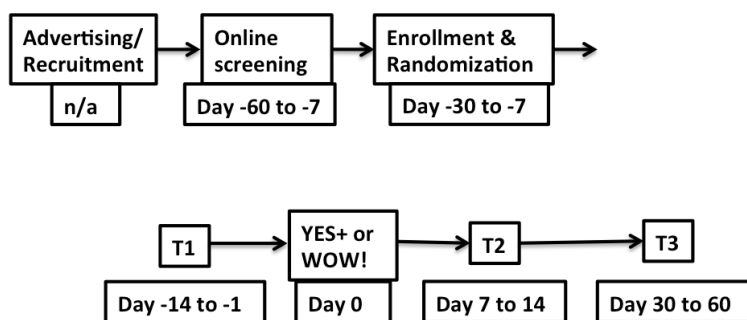 Advertising/
Recruitment
n/a
Online
screening
Day -60 to -7
Enrollment &
Randomization
Day -30 to -7
T1
Day -14 to -1
YES+ or
WOW!
Day 0
T2
Day 7 to 14
T3
Day 30 to 60